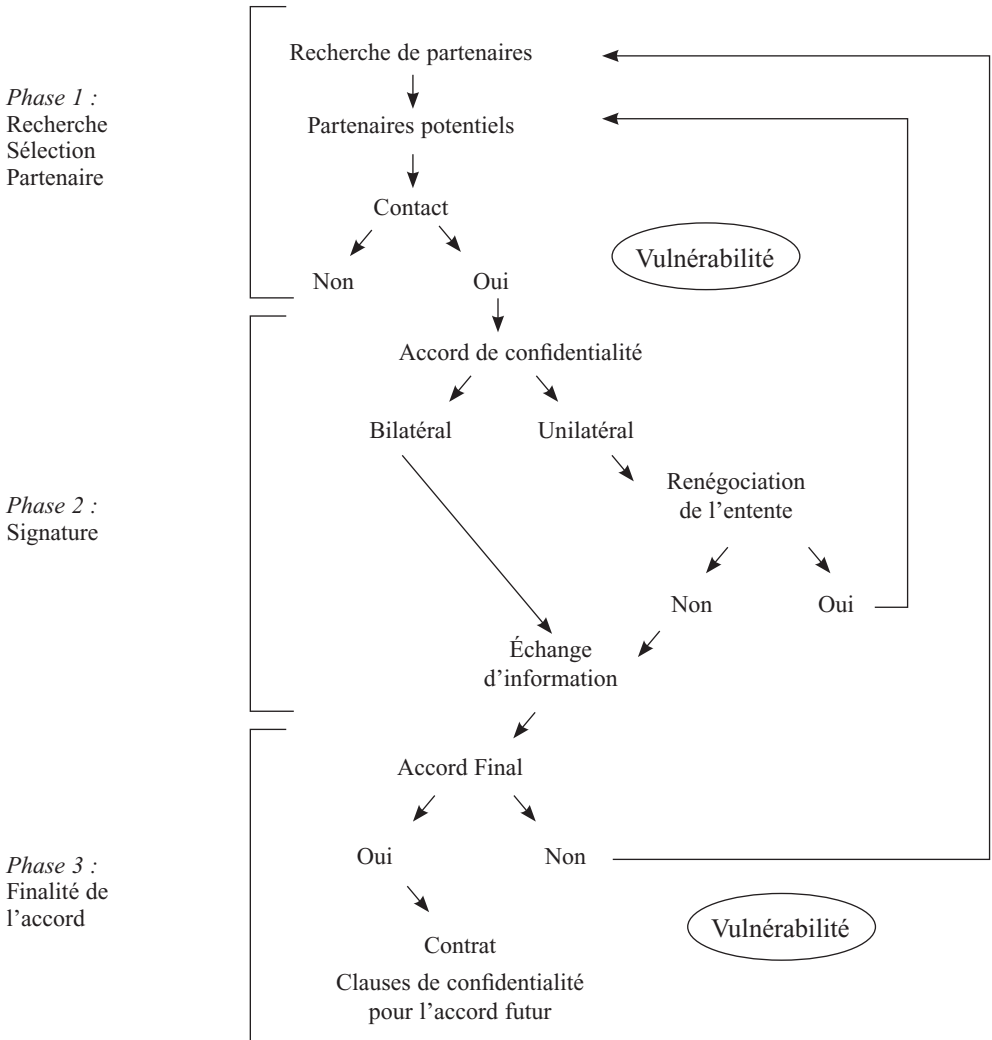 Recherche de partenaires
Phase 1 :
Recherche
Sélection
Partenaire
Partenaires potentiels
Contact
Vulnérabilité
Non
Oui
Accord de confidentialité
Bilatéral
Unilatéral
Renégociation
de l’entente
Phase 2 :
Signature
Non
Oui
Échange
d’information
Accord Final
Oui
Non
Phase 3 :
Finalité de
l’accord
Vulnérabilité
Contrat
Clauses de confidentialité
pour l’accord futur